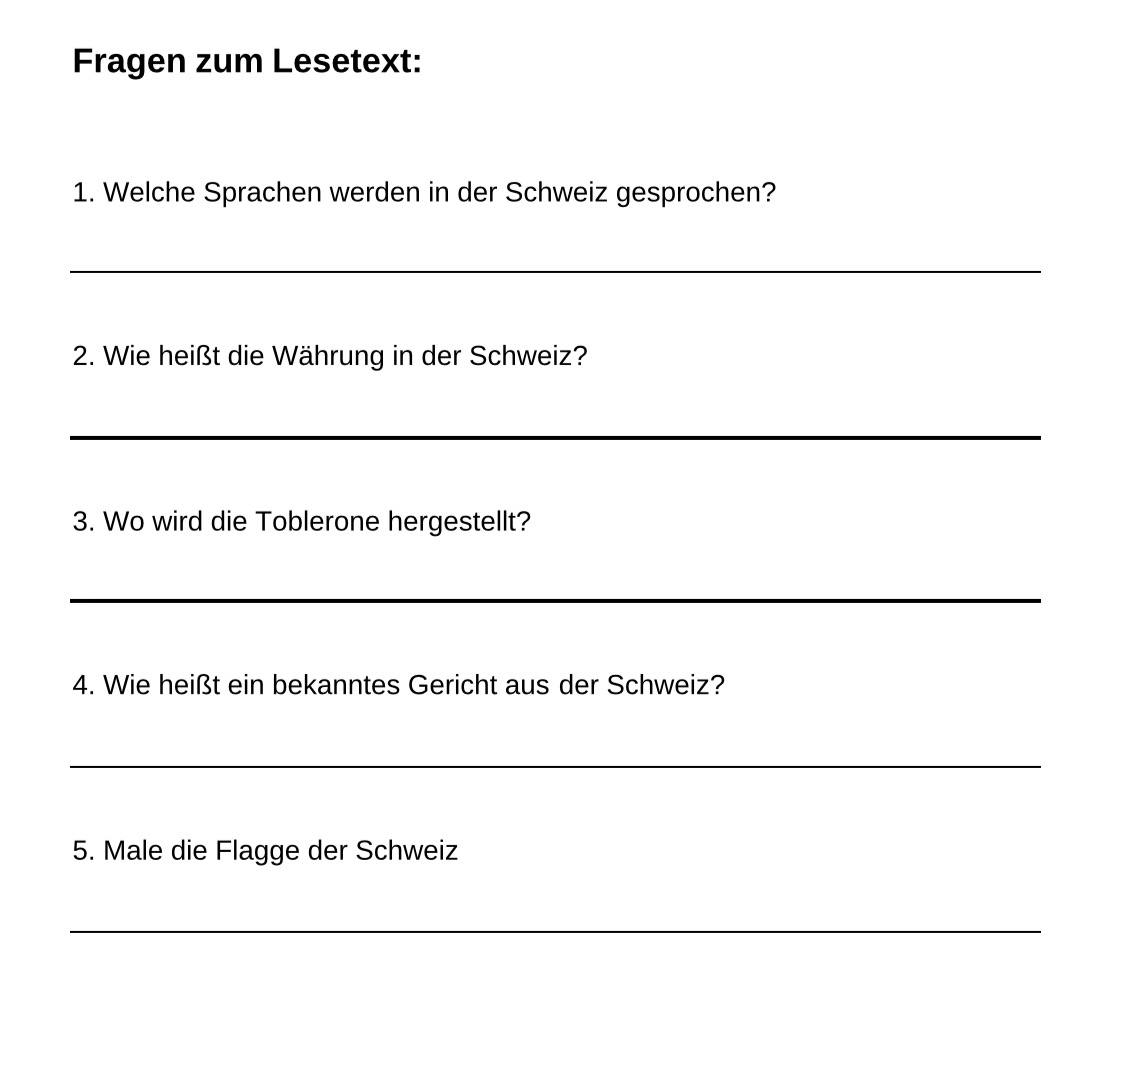 Fragen zum Lesetext:
1. Welche Sprachen werden in der Schweiz gesprochen?
2. Wie heißt die Währung in der Schweiz?
3. Wo wird die Toblerone hergestellt?
4. Wie heißt ein bekanntes Gericht aus der Schweiz?
5. Male die Flagge der Schweiz